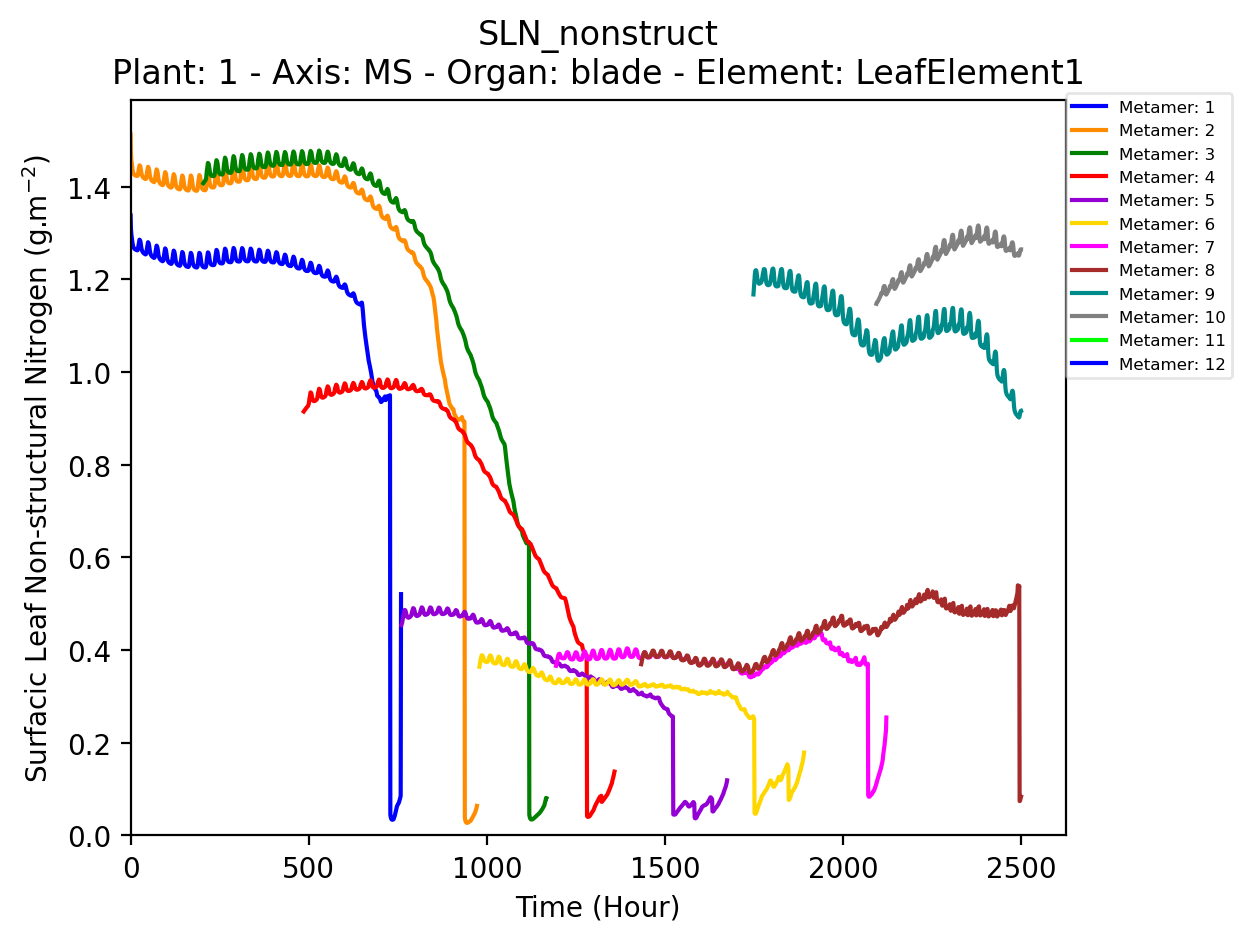 SLN_nonstruct
Plant: 1 - Axis: MS - Organ: blade - Element: LeafElement1
Surfacic Leaf Non-structural Nitrogen (g.m⁻²)
1.4
1.2
1.0
0.8
0.6
0.4
0.2
0.0
0 500 1000 1500 2000 2500
Time (Hour)
Metamer: 1
Metamer: 2
Metamer: 3
Metamer: 4
Metamer: 5
Metamer: 6
Metamer: 7
Metamer: 8
Metamer: 9
Metamer: 10
Metamer: 11
Metamer: 12